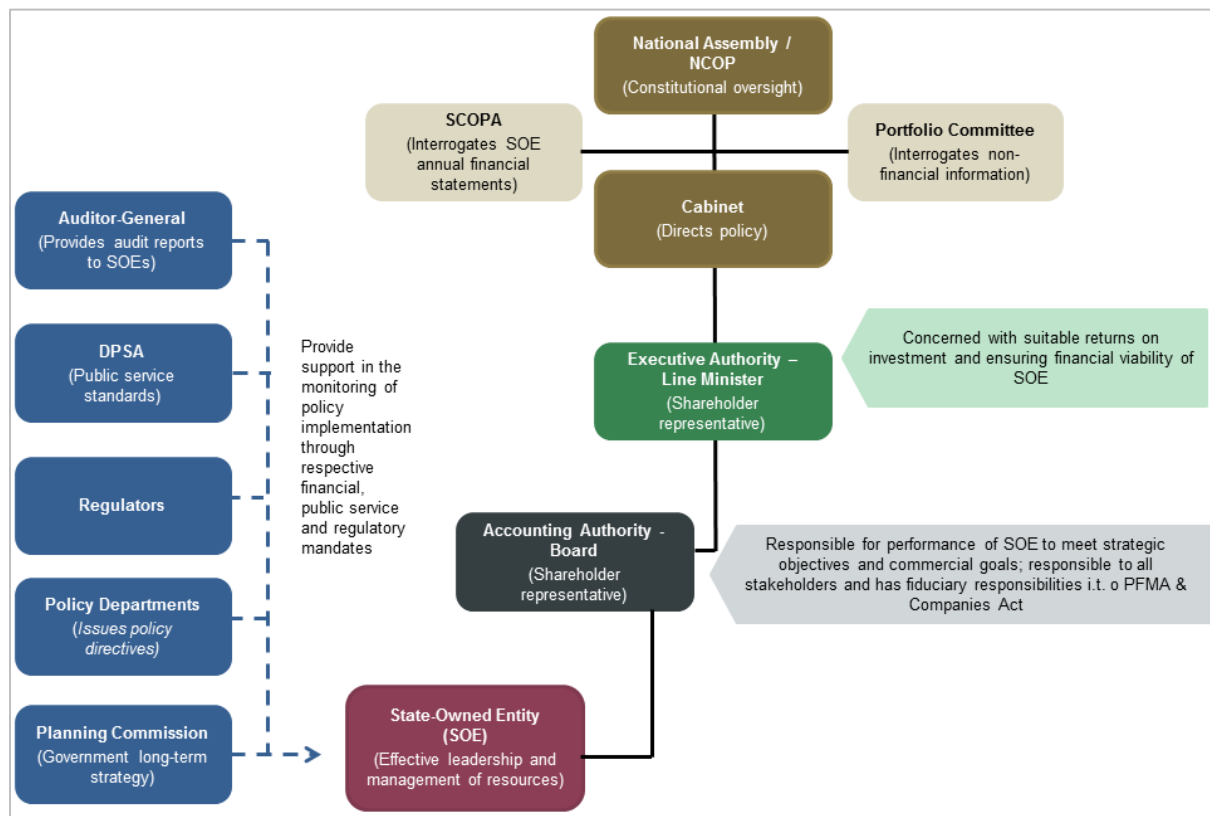 National Assembly /
NCOP
(Constitutional oversight)
SCOPA
(Interrogates SOE
annual financial
statements)
Portfolio Committee
(Interrogates non-
financial information)
Cabinet
(Directs policy)
Auditor-General
(Provides audit reports
to SOEs)
DPSA
(Public service
standards)
Regulators
Policy Departments
(Issues policy
directives)
Planning Commission
(Government long-term
strategy)
Provide
support in the
monitoring of
policy
implementation
through
respective
financial,
public service
and regulatory
mandates
Executive Authority –
Line Minister
(Shareholder
representative)
Concerned with suitable returns on
investment and ensuring financial viability of
SOE
Accounting Authority -
Board
(Shareholder
representative)
Responsible for performance of SOE to meet strategic
objectives and commercial goals; responsible to all
stakeholders and has fiduciary responsibilities i.t. o PFMA &
Companies Act
State-Owned Entity
(SOE)
(Effective leadership and
management of resources)